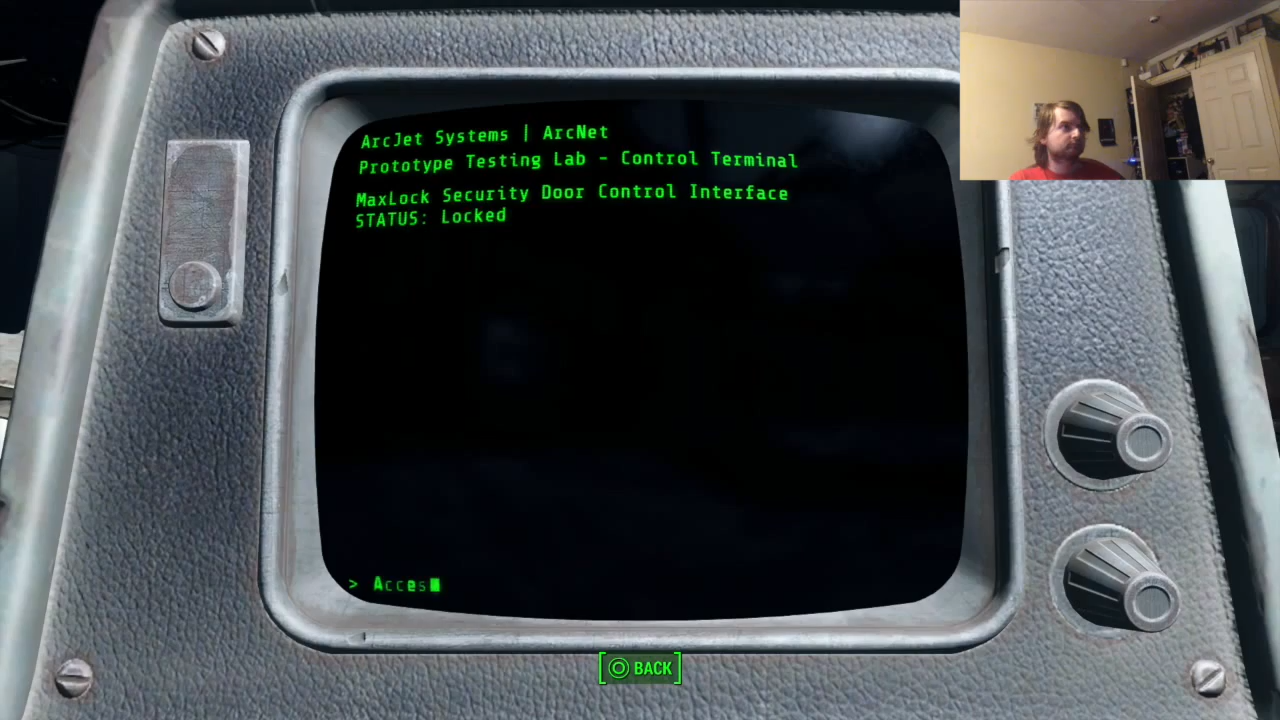 ArcJet Systems | ArcNet
Prototype Testing Lab - Control Terminal
MaxLock Security Door Control Interface
STATUS: Locked
> Acces
BACK